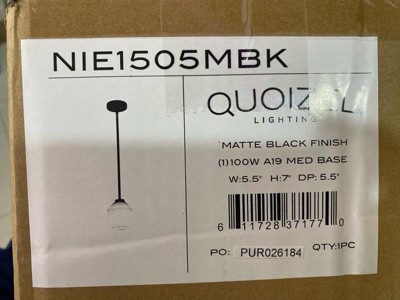 NIE1505MBK
QUOIZEL
LIGHTING
MATTE BLACK FINISH
(1)100W A19 MED BASE
W:5.5" H:7" DP: 5.5"
6 11728 37177 0
PO: PUR026184 QTY:1PC